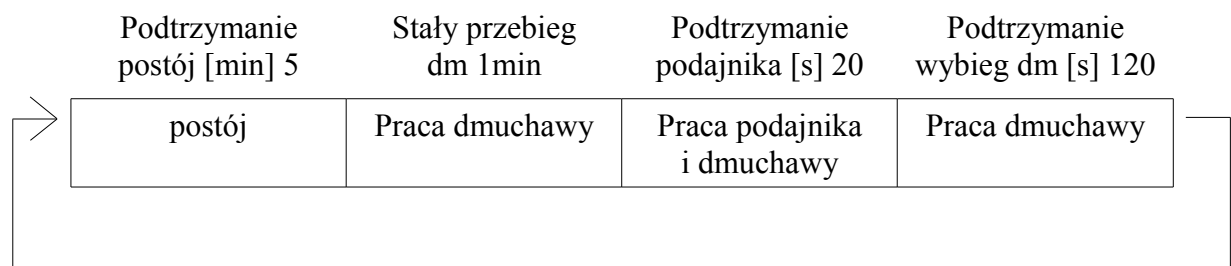 Podtrzymanie
postój [min] 5
Stały przebieg
dm 1min
Podtrzymanie
podajnika [s] 20
Podtrzymanie
wybieg dm [s] 120
postój
Praca dmuchawy
Praca podajnika
i dmuchawy
Praca dmuchawy